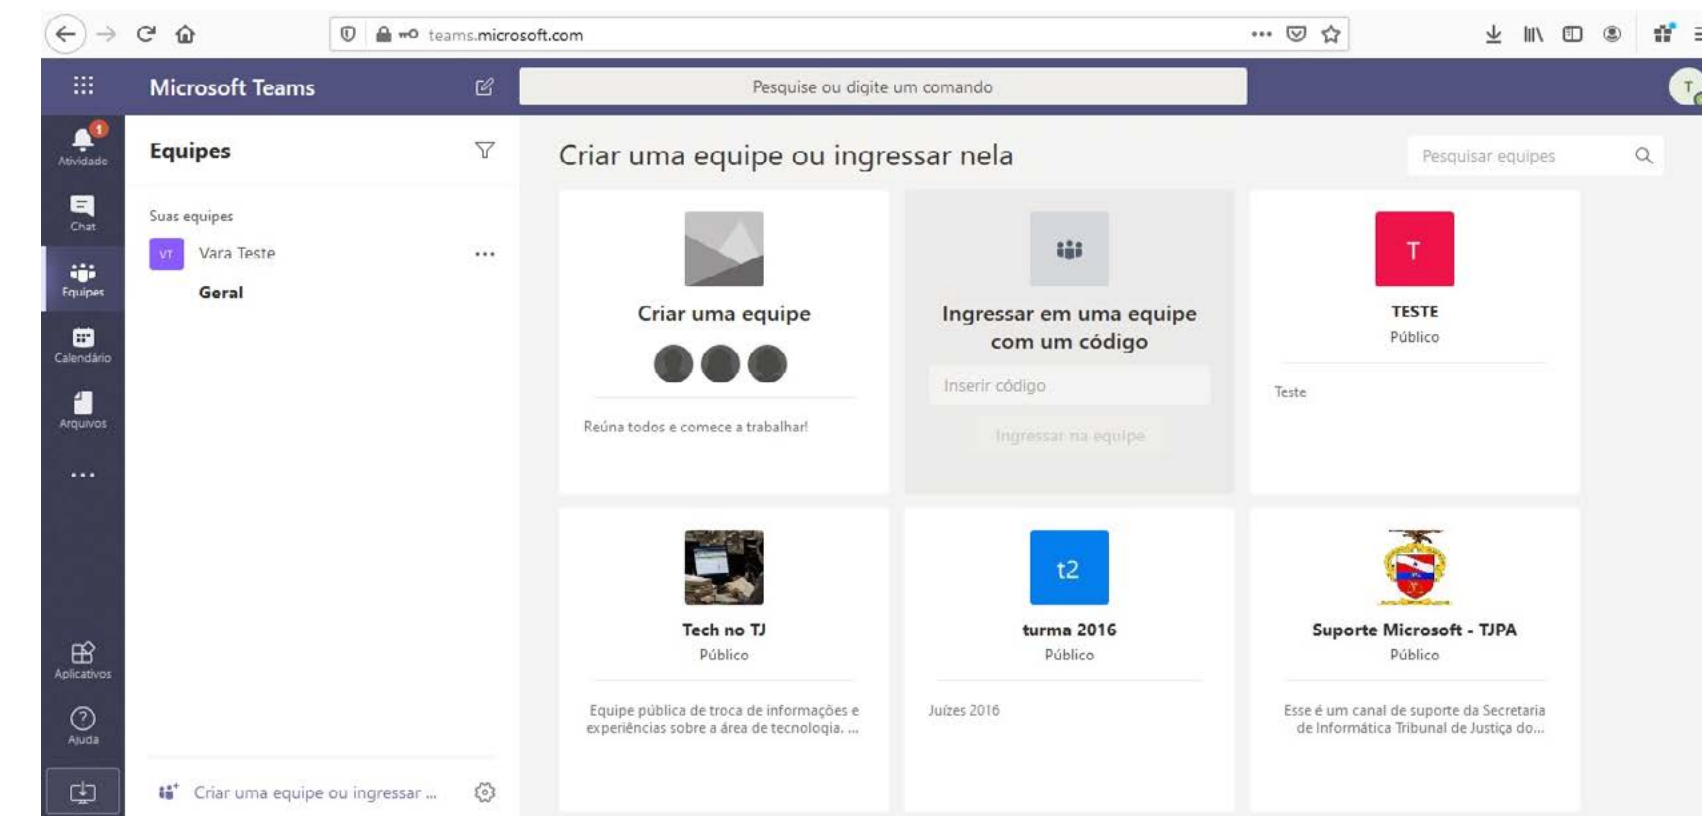 teams.microsoft.com
Microsoft Teams
Pesquise ou digite um comando
T
1
Atividade
Chat
Equipes
Calendário
Arquivos
Aplicativos
Ajuda
Equipes
Suas equipes
VT Vara Teste
Geral
Criar uma equipe ou ingressar ...
Criar uma equipe ou ingressar nela
Pesquisar equipes
Criar uma equipe
Reúna todos e comece a trabalhar!
Ingressar em uma equipe
com um código
Inserir código
Ingressar na equipe
T
TESTE
Público
Teste
Tech no TJ
Público
Equipe pública de troca de informações e
experiências sobre a área de tecnologia. ...
t2
turma 2016
Público
Juízes 2016
Suporte Microsoft - TJPA
Público
Esse é um canal de suporte da Secretaria
de Informática Tribunal de Justiça do...